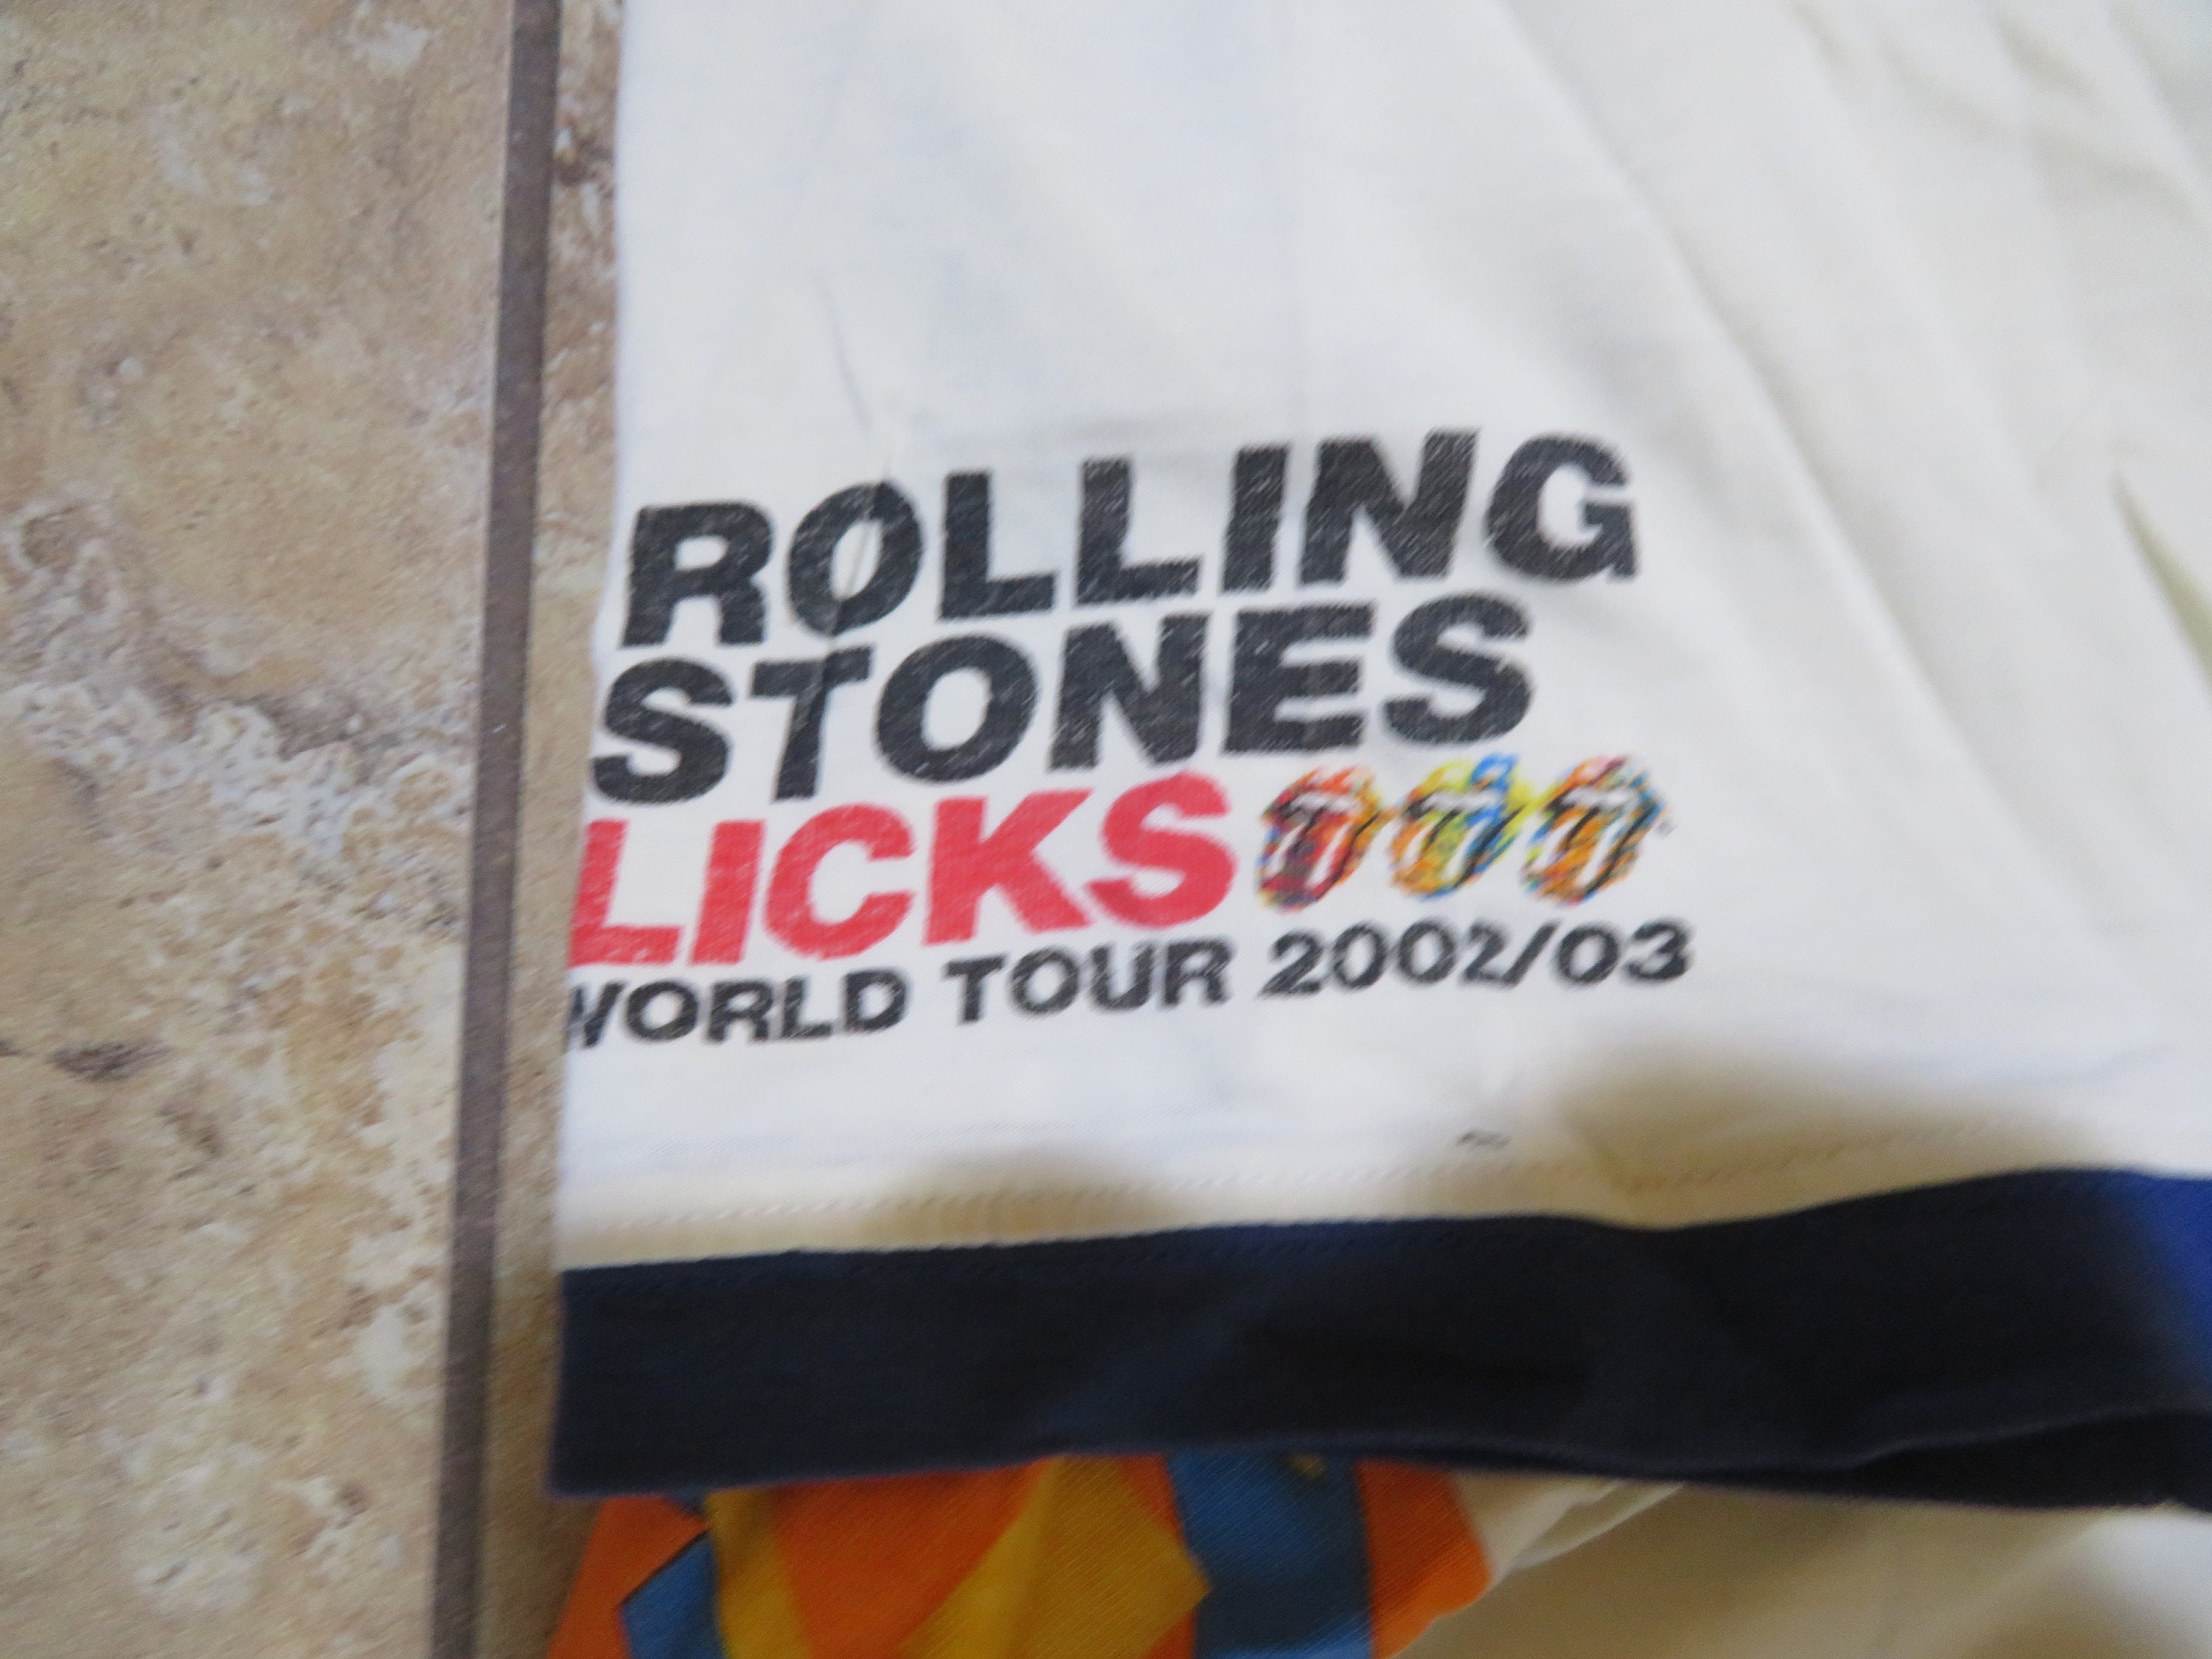 ROLLING
STONES
LICKS
WORLD TOUR 2002/03